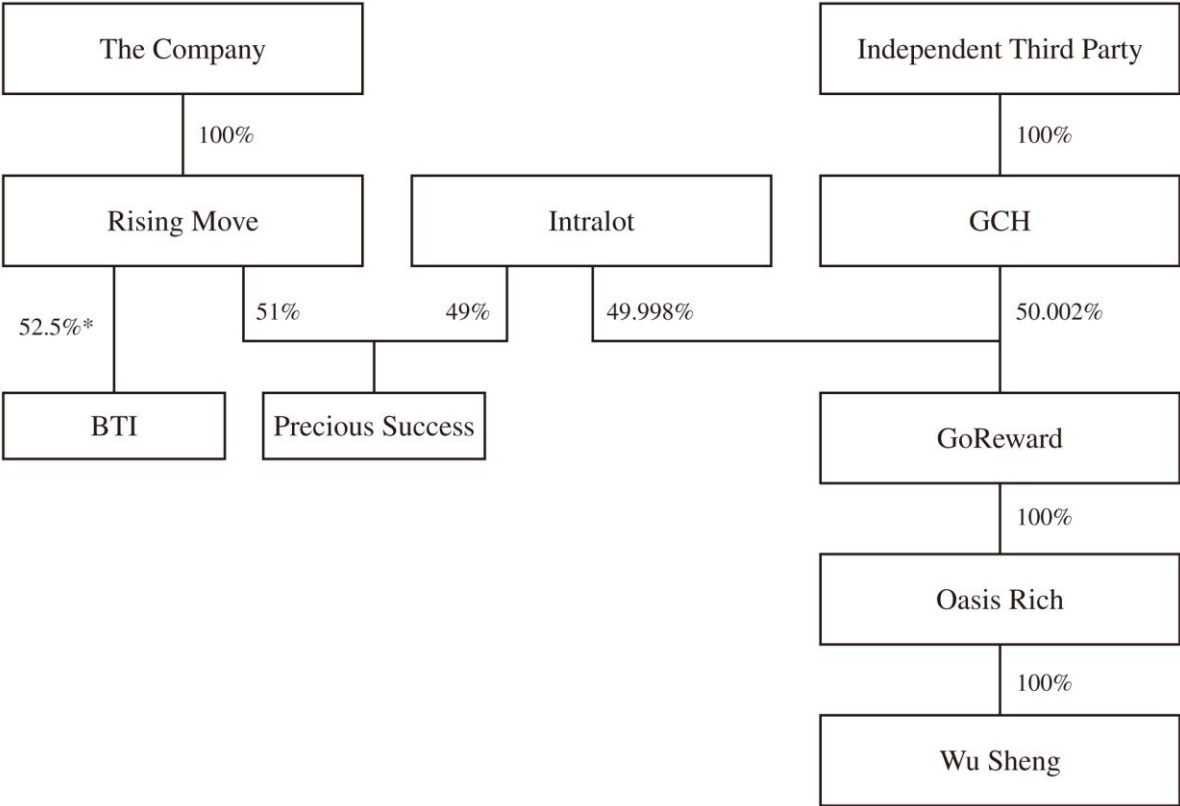 The Company
Independent Third Party
100%
100%
Rising Move
Intralot
GCH
52.5%*
51%
49%
49.998%
50.002%
BTI
Precious Success
GoReward
100%
Oasis Rich
100%
Wu Sheng